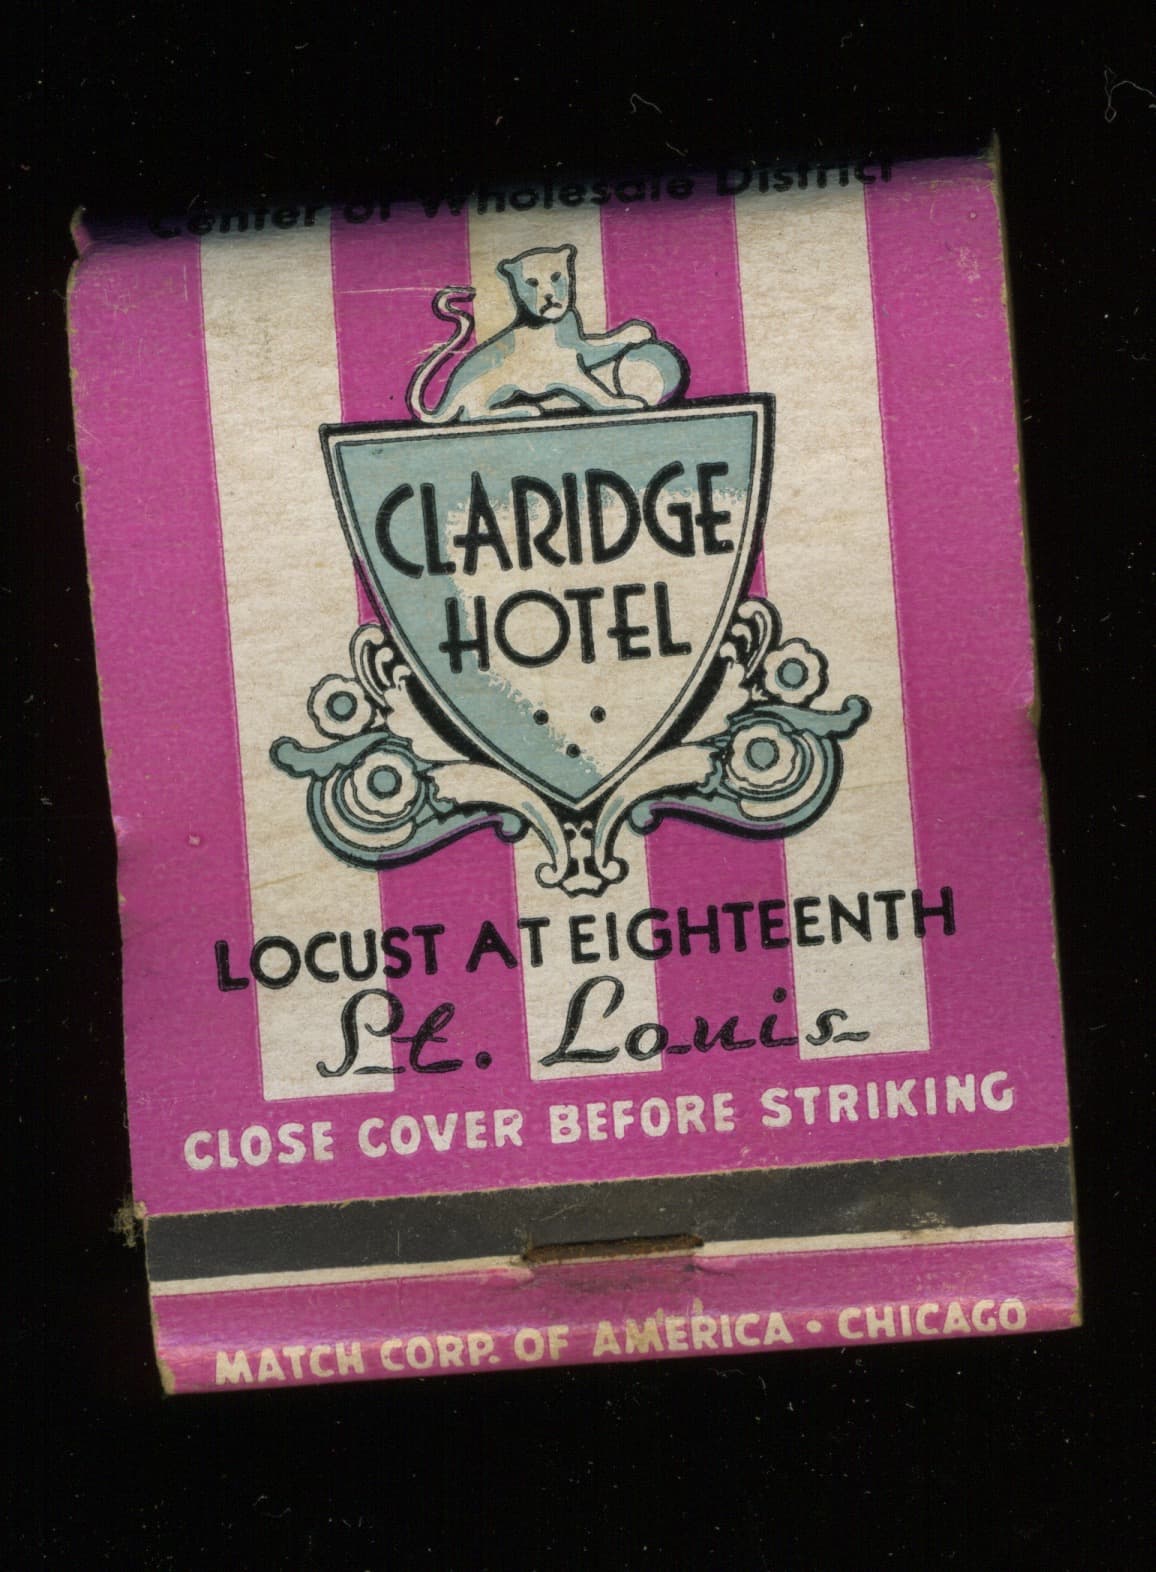 Center of Wholesale District
CLARIDGE
HOTEL
LOCUST AT EIGHTEENTH
St. Louis
CLOSE COVER BEFORE STRIKING
MATCH CORP. OF AMERICA • CHICAGO